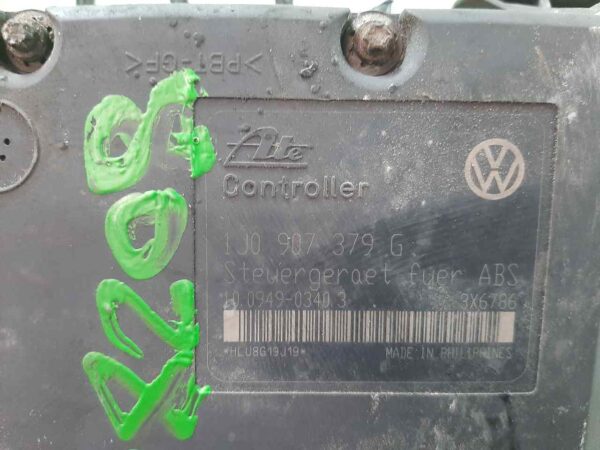 >PBT-GF<
Ate
Controller
1J0 907 379 G
Steuergeraet fuer ABS
10.0949-0340.3 3X6786
*HLU8G19J19* MADE IN PHILIPPINES